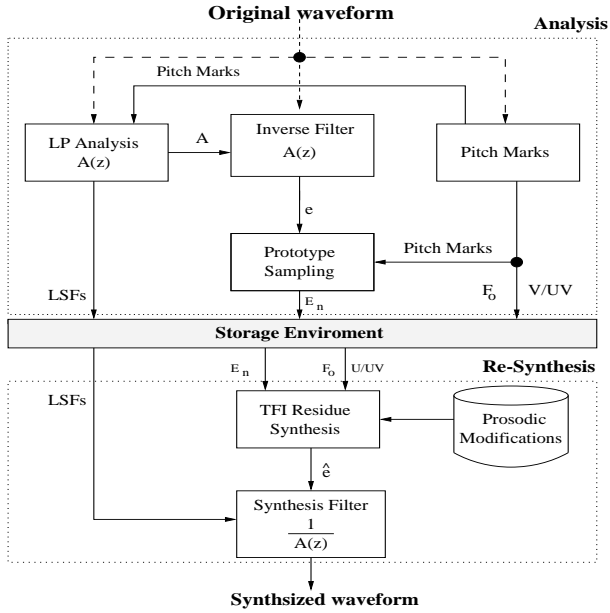 Original waveform
Analysis
Pitch Marks
LP Analysis
A(z)
A
Inverse Filter
A(z)
Pitch Marks
e
Prototype
Sampling
Pitch Marks
LSFs
E n
F o
V/UV
Storage Enviroment
Re-Synthesis
LSFs
E n
F o
U/UV
TFI Residue
Synthesis
Prosodic
Modifications
ê
Synthesis Filter
1
A(z)
Synthsized waveform